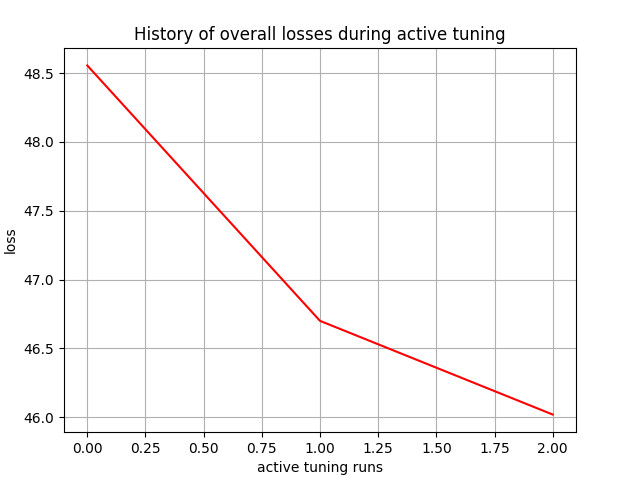 History of overall losses during active tuning
48.5
48.0
47.5
47.0
46.5
46.0
loss
0.00 0.25 0.50 0.75 1.00 1.25 1.50 1.75 2.00
active tuning runs